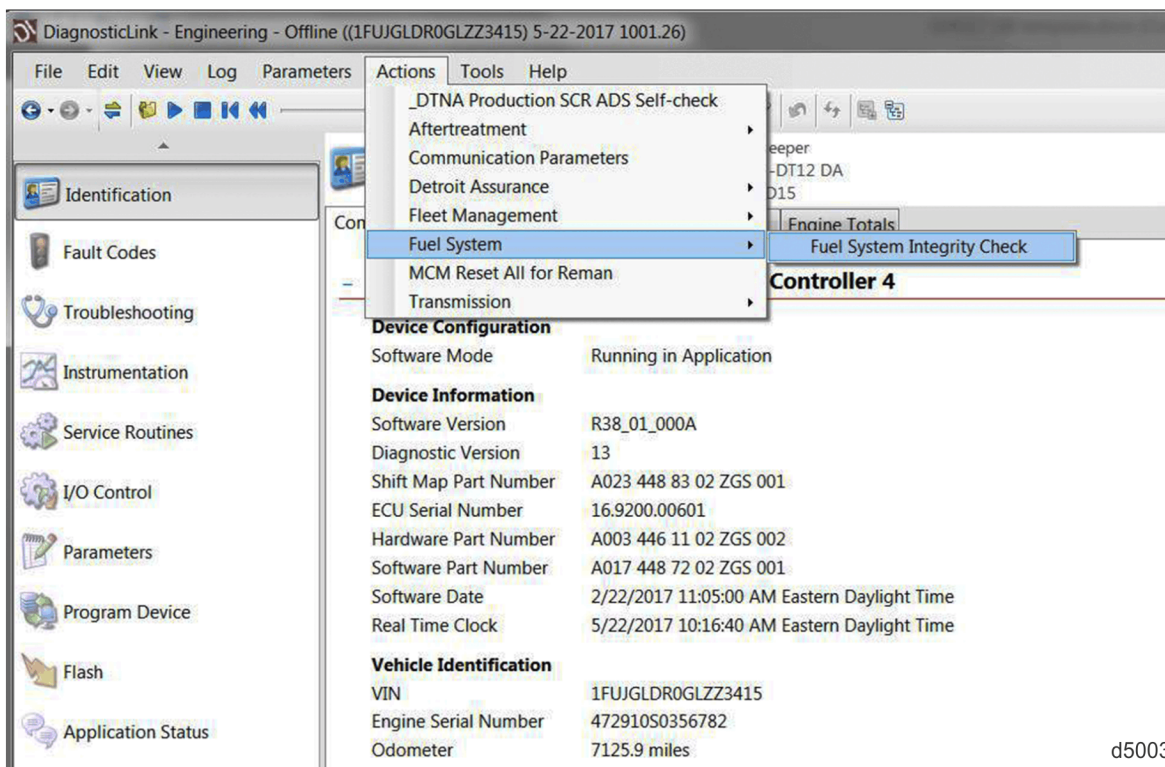 DiagnosticLink - Engineering - Offline ((1FUJGLDR0GLZZ3415) 5-22-2017 1001.26)
File Edit View Log Parameters Actions Tools Help
_DTNA Production SCR ADS Self-check
Aftertreatment
Communication Parameters
Detroit Assurance
Fleet Management
Fuel System
MCM Reset All for Reman
Transmission
Fuel System Integrity Check
eeper
-DT12 DA
D15
Con
Engine Totals
Controller 4
Identification
Fault Codes
Troubleshooting
Instrumentation
Service Routines
I/O Control
Parameters
Program Device
Flash
Application Status
Device Configuration
Software Mode Running in Application
Device Information
Software Version R38_01_000A
Diagnostic Version 13
Shift Map Part Number A023 448 83 02 ZGS 001
ECU Serial Number 16.9200.00601
Hardware Part Number A003 446 11 02 ZGS 002
Software Part Number A017 448 72 02 ZGS 001
Software Date 2/22/2017 11:05:00 AM Eastern Daylight Time
Real Time Clock 5/22/2017 10:16:40 AM Eastern Daylight Time
Vehicle Identification
VIN 1FUJGLDR0GLZZ3415
Engine Serial Number 472910S0356782
Odometer 7125.9 miles
d5003